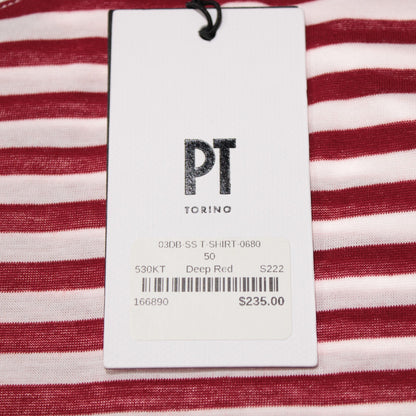 PT
TORINO
03DB-SS T-SHIRT-0680
50
530KT Deep Red S222
166890 $235.00